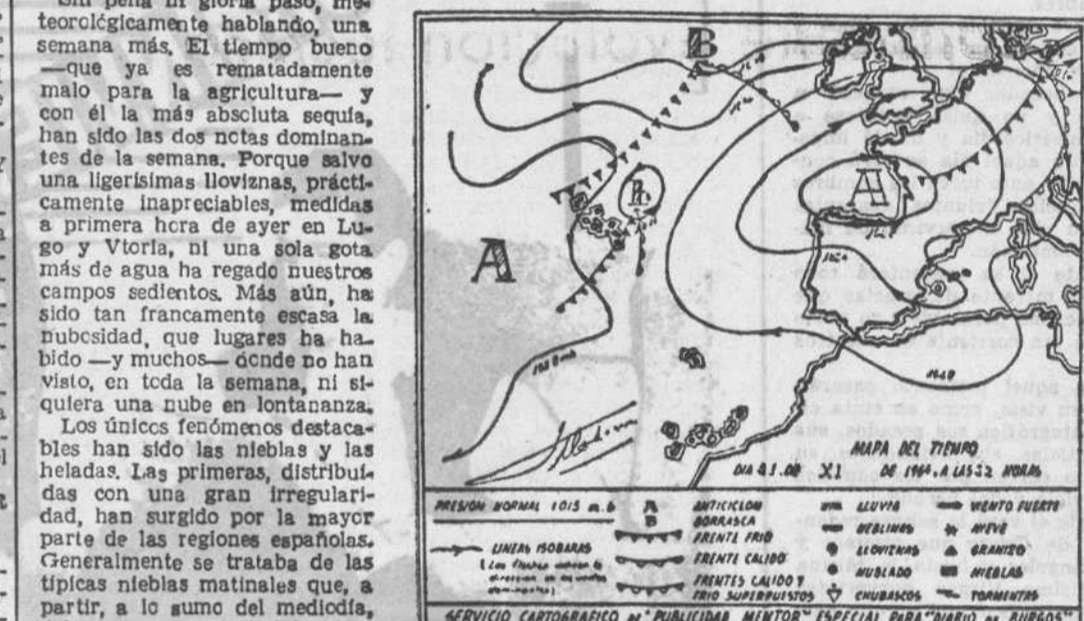 Sin pena ni gloria pasó, me-
teorológicamente hablando, una
semana más. El tiempo bueno
—que ya es rematadamente
malo para la agricultura— y
con él la más absoluta sequía,
han sido las dos notas dominan-
tes de la semana. Porque salvo
una ligerísimas lloviznas, prácti-
camente inapreciables, medidas
a primera hora de ayer en Lu-
go y Vtoria, ni una sola gota
más de agua ha regado nuestros
campos sedientos. Más aún, ha
sido tan francamente escasa la
nubosidad, que lugares ha ha-
bido —y muchos— donde no han
visto, en toda la semana, ni si-
quiera una nube en lontananza.
Los únicos fenómenos destaca-
bles han sido las nieblas y las
heladas. Las primeras, distribuí-
das con una gran irregulari-
dad, han surgido por la mayor
parte de las regiones españolas.
Generalmente se trataba de las
típicas nieblas matinales que, a
partir, a lo sumo del mediodía,
B
A
A
MAPA DEL TIEMPO
DIA 21 DE XI DE 1964. A LAS 12 HORAS
PRESION NORMAL 1015 m.b
LINEAS ISOBARAS
A ANTICICLON
B BORRASCA
FRENTE FRIO
FRENTE CALIDO
FRENTES CALIDO Y
FRIO SUPERPUESTOS
LLUVIA
NEBLINAS
LLOVIZNAS
NUBLADO
CHUBASCOS
VIENTO FUERTE
NIEVE
GRANIZO
NIEBLAS
TORMENTAS
SERVICIO CARTOGRAFICO DE "PUBLICIDAD MENTOR" ESPECIAL PARA "DIARIO DE BURGOS"